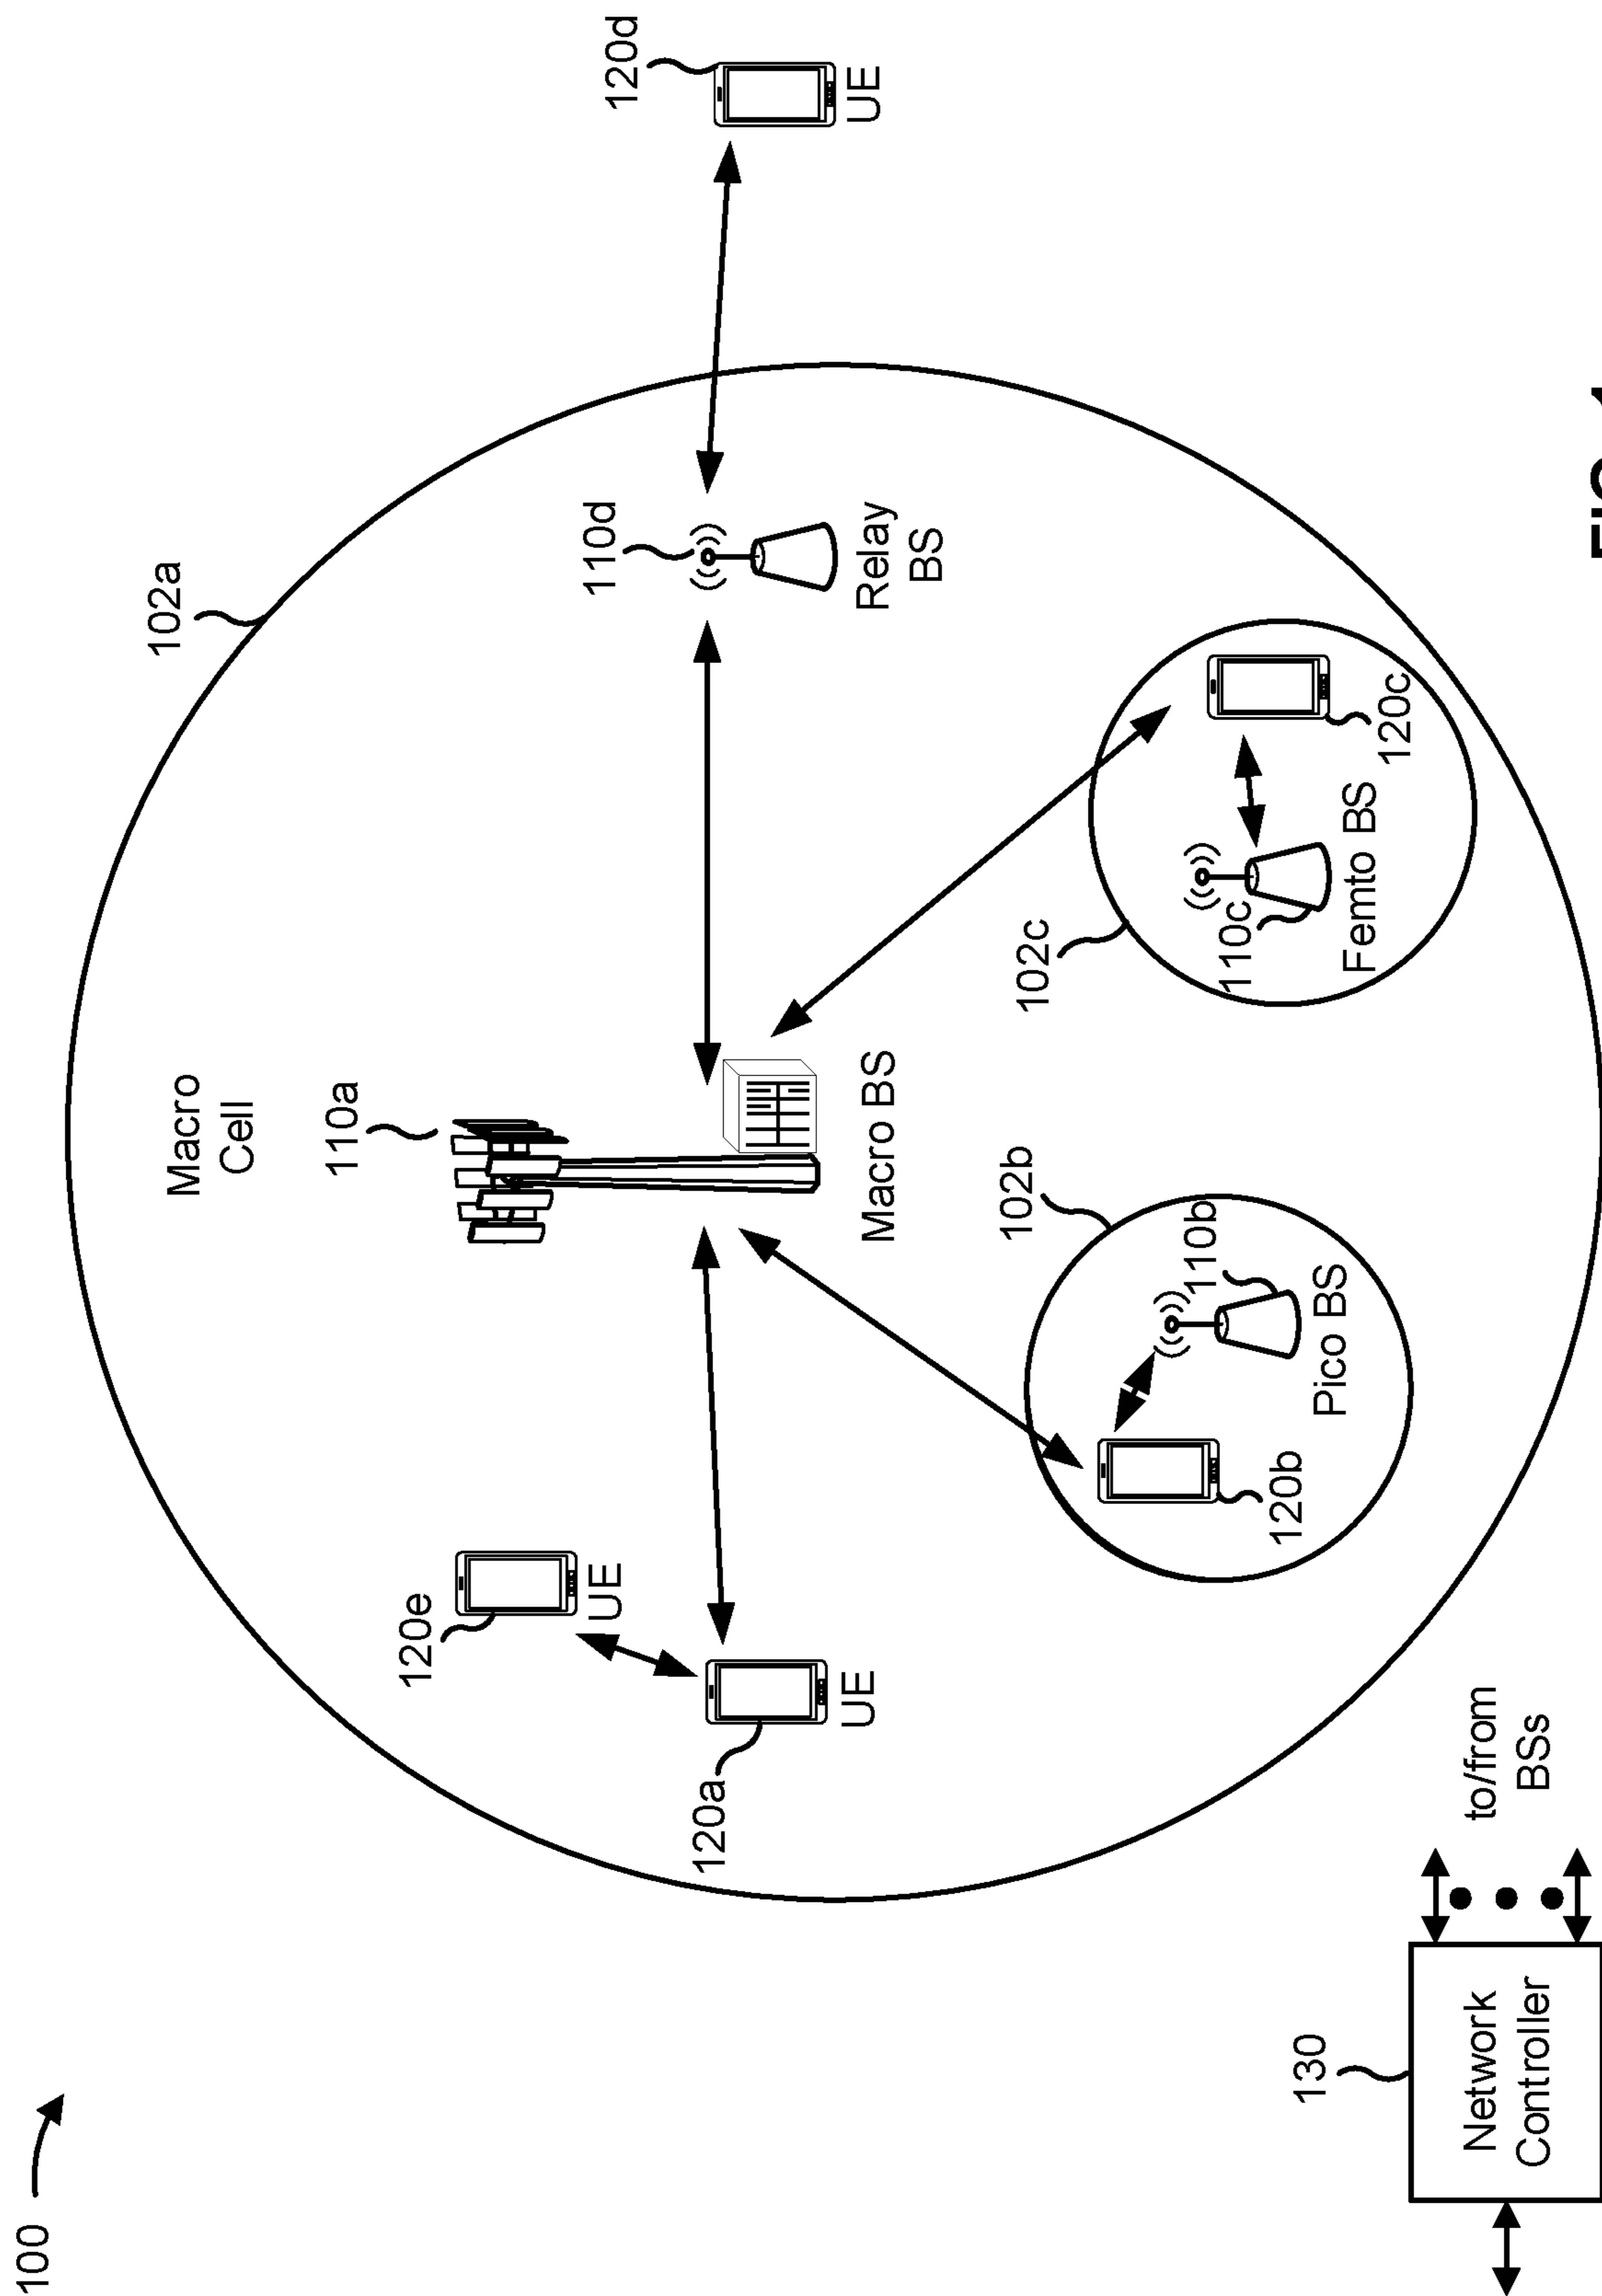 100
102a
Macro
Cell
110a
120d
UE
110d
Relay
BS
120e
UE
120a
UE
Macro BS
102b
110b
Pico BS
120b
102c
110c
Femto BS
120c
130
Network
Controller
to/from
BSs